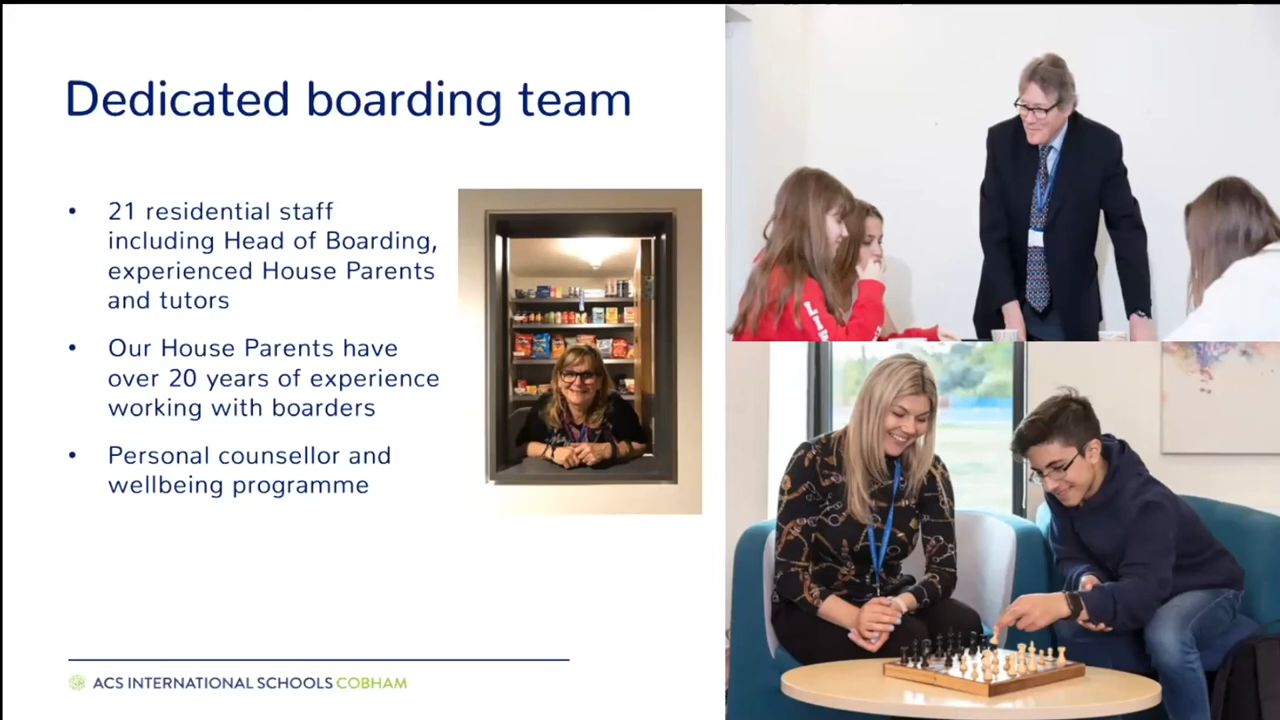 Dedicated boarding team
• 21 residential staff
including Head of Boarding,
experienced House Parents
and tutors
• Our House Parents have
over 20 years of experience
working with boarders
• Personal counsellor and
wellbeing programme
ACS INTERNATIONAL SCHOOLS COBHAM